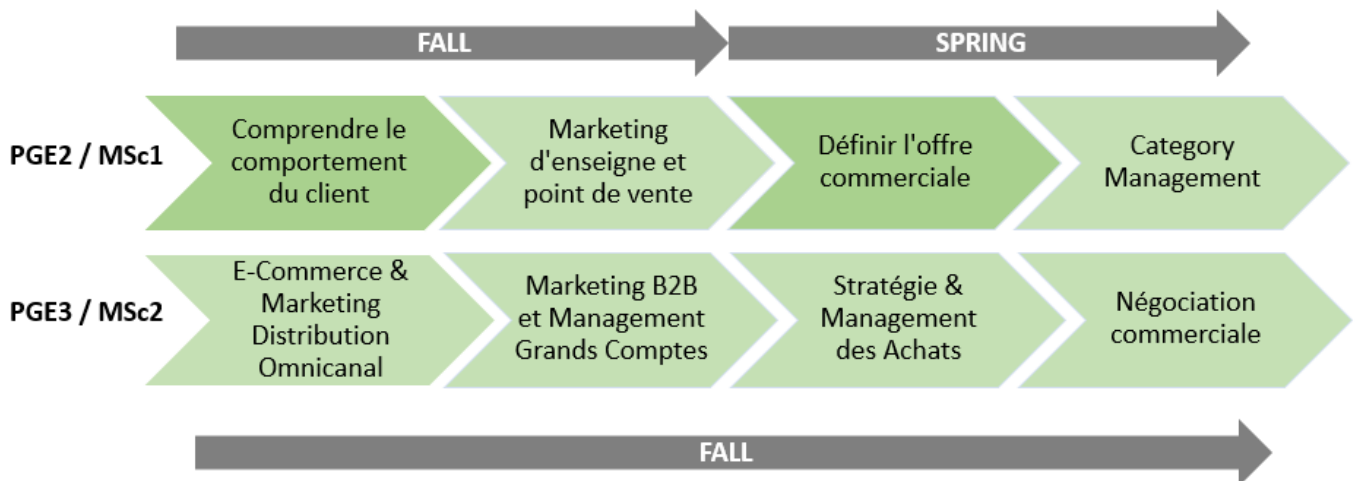 FALL
SPRING
PGE2 / MSc1
Comprendre le
comportement
du client
Marketing
d'enseigne et
point de vente
Définir l'offre
commerciale
Category
Management
PGE3 / MSc2
E-Commerce &
Marketing
Distribution
Omnicanal
Marketing B2B
et Management
Grands Comptes
Stratégie &
Management
des Achats
Négociation
commerciale
FALL